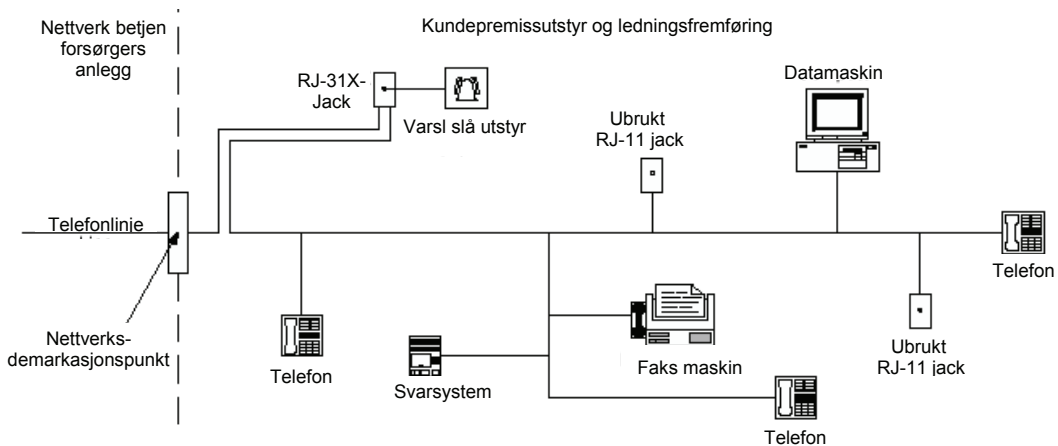 Nettverk betjen
forsørgers
anlegg
Kundepremissutstyr og ledningsfremføring
RJ-31X-
Jack
Varsl slå utstyr
Ubrukt
RJ-11 jack
Datamaskin
Telefonlinje
Telefon
Nettverks-
demarkasjonspunkt
Telefon
Svarsystem
Faks maskin
Ubrukt
RJ-11 jack
Telefon